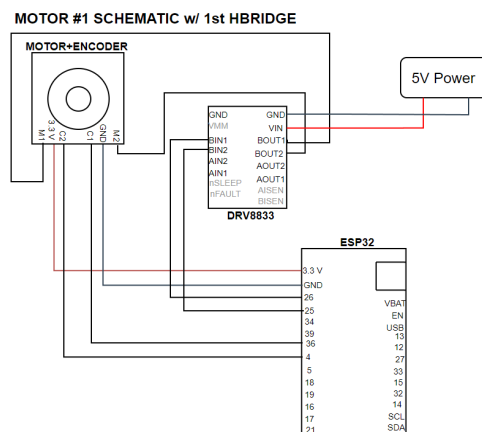 MOTOR #1 SCHEMATIC w/ 1st HBRIDGE
MOTOR+ENCODER
M1
3.3 V
C2
C1
GND
M2
5V Power
GND
VMM
BIN1
BIN2
AIN2
AIN1
nSLEEP
nFAULT
GND
VIN
BOUT1
BOUT2
AOUT2
AOUT1
AISEN
BISEN
DRV8833
ESP32
3.3 V
GND
26
25
34
39
36
4
5
18
19
16
17
21
VBAT
EN
USB
13
12
27
33
15
32
14
SCL
SDA